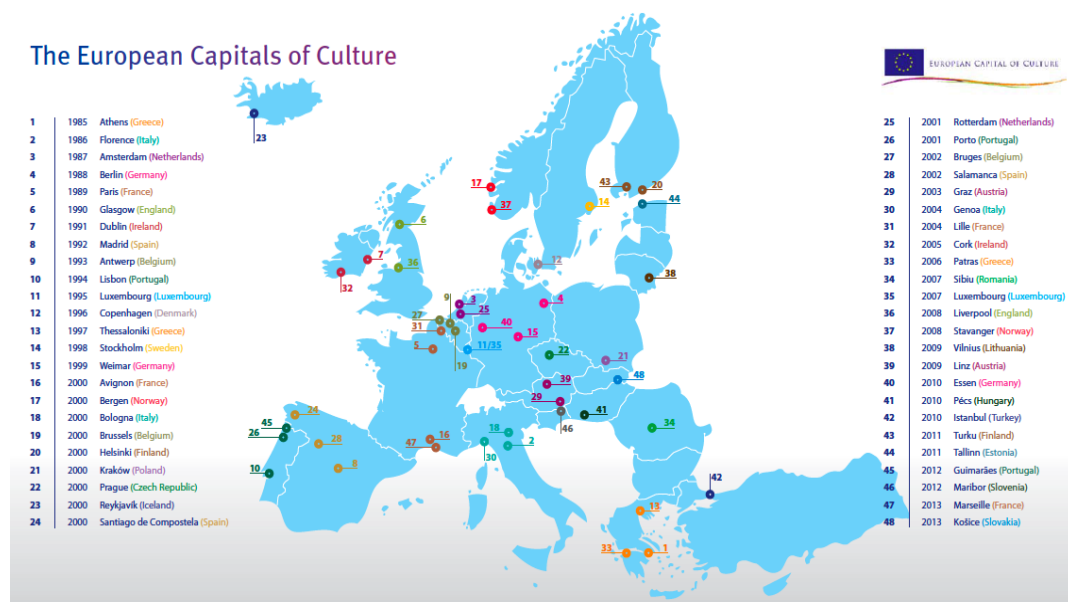 The European Capitals of Culture
EUROPEAN CAPITAL OF CULTURE
1 1985 Athens (Greece)
2 1986 Florence (Italy)
3 1987 Amsterdam (Netherlands)
4 1988 Berlin (Germany)
5 1989 Paris (France)
6 1990 Glasgow (England)
7 1991 Dublin (Ireland)
8 1992 Madrid (Spain)
9 1993 Antwerp (Belgium)
10 1994 Lisbon (Portugal)
11 1995 Luxembourg (Luxembourg)
12 1996 Copenhagen (Denmark)
13 1997 Thessaloniki (Greece)
14 1998 Stockholm (Sweden)
15 1999 Weimar (Germany)
16 2000 Avignon (France)
17 2000 Bergen (Norway)
18 2000 Bologna (Italy)
19 2000 Brussels (Belgium)
20 2000 Helsinki (Finland)
21 2000 Kraków (Poland)
22 2000 Prague (Czech Republic)
23 2000 Reykjavík (Iceland)
24 2000 Santiago de Compostela (Spain)
23
17
37
43
20
14
44
6
7
36
32
12
38
9
3
25
4
27
31
40
15
5
11/35
19
22
21
48
39
29
41
46
24
45
26
28
8
10
16
47
18
2
30
34
42
13
33
1
25 2001 Rotterdam (Netherlands)
26 2001 Porto (Portugal)
27 2002 Bruges (Belgium)
28 2002 Salamanca (Spain)
29 2003 Graz (Austria)
30 2004 Genoa (Italy)
31 2004 Lille (France)
32 2005 Cork (Ireland)
33 2006 Patras (Greece)
34 2007 Sibiu (Romania)
35 2007 Luxembourg (Luxembourg)
36 2008 Liverpool (England)
37 2008 Stavanger (Norway)
38 2009 Vilnius (Lithuania)
39 2009 Linz (Austria)
40 2010 Essen (Germany)
41 2010 Pécs (Hungary)
42 2010 Istanbul (Turkey)
43 2011 Turku (Finland)
44 2011 Tallinn (Estonia)
45 2012 Guimarães (Portugal)
46 2012 Maribor (Slovenia)
47 2013 Marseille (France)
48 2013 Košice (Slovakia)